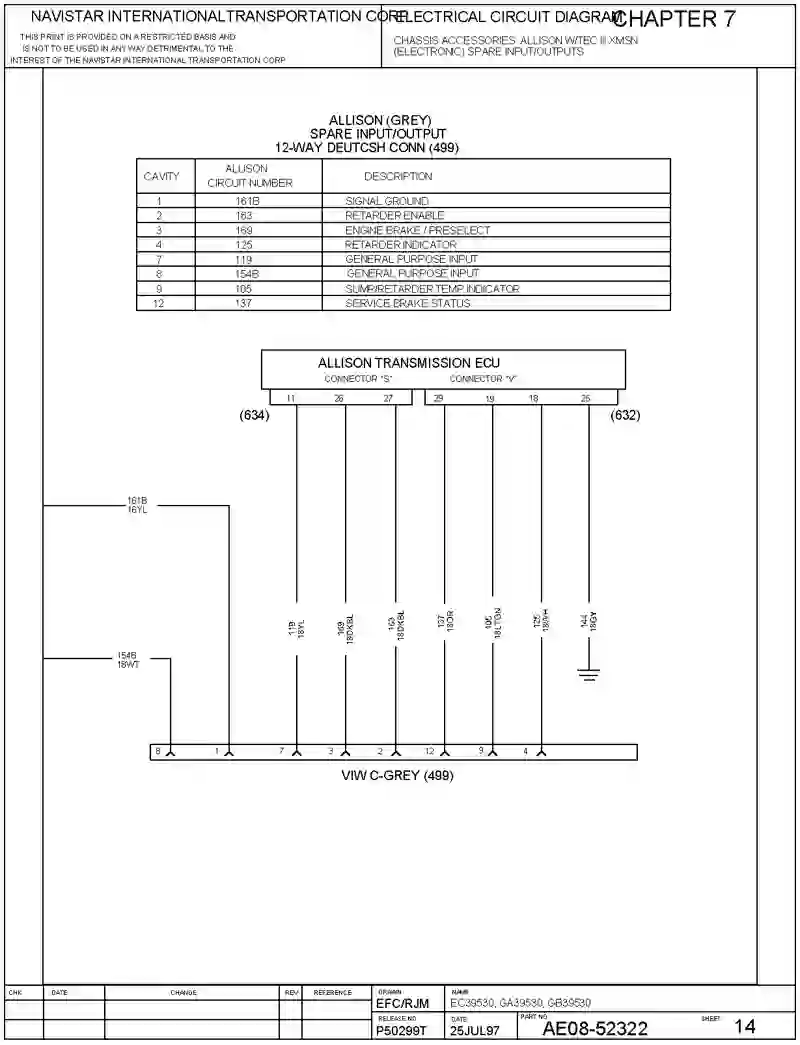 NAVISTAR INTERNATIONAL TRANSPORTATION CORP.
THIS PRINT IS PROVIDED ON A RESTRICTED BASIS AND
IS NOT TO BE USED IN ANY WAY DETRIMENTAL TO THE
INTEREST OF THE NAVISTAR INTERNATIONAL TRANSPORTATION CORP
ELECTRICAL CIRCUIT DIAGRAM
CHAPTER 7
CHASSIS ACCESSORIES ALLISON W/TEC III XMSN
(ELECTRONIC) SPARE INPUT/OUTPUTS
ALLISON (GREY)
SPARE INPUT/OUTPUT
12-WAY DEUTCSH CONN (499)
CAVITY ALLISON CIRCUIT NUMBER DESCRIPTION
1 161B SIGNAL GROUND
2 163 RETARDER ENABLE
3 169 ENGINE BRAKE / PRESELECT
4 125 RETARDER INDICATOR
7 119 GENERAL PURPOSE INPUT
8 154B GENERAL PURPOSE INPUT
9 105 SUMP/RETARDER TEMP INDICATOR
12 137 SERVICE BRAKE STATUS
ALLISON TRANSMISSION ECU
CONNECTOR "S" CONNECTOR "V"
11 26 27 29 19 18 25
(634) (632)
161B
16YL
119
18YL
169
18DKBL
163
18DKBL
137
18OR
105
18LTGN
125
144
18GY
154B
18WT
8 1 7 3 2 12 9 4
VIW C-GREY (499)
CHK DATE CHANGE REV REFERENCE
DRAWN
EFC/RJM
NAME
EC39530, GA39530, GB39530
RELEASE NO
P50299T
DATE
25JUL97
PART NO
AE08-52322
SHEET 14